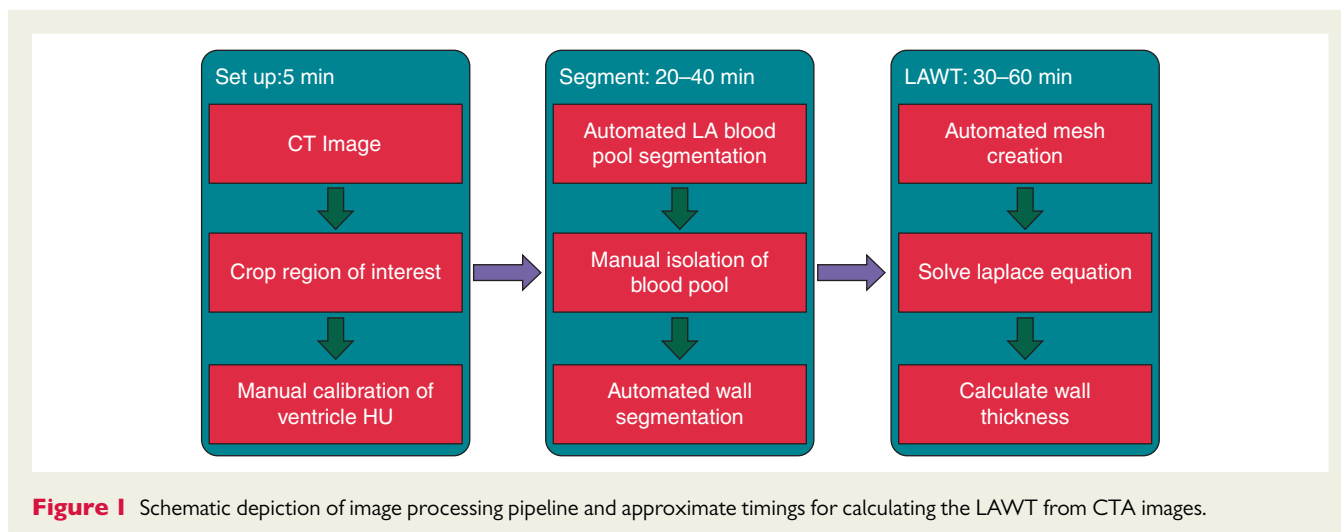 Set up:5 min
CT Image
Crop region of interest
Manual calibration of
ventricle HU
Segment: 20–40 min
Automated LA blood
pool segmentation
Manual isolation of
blood pool
Automated wall
segmentation
LAWT: 30–60 min
Automated mesh
creation
Solve laplace equation
Calculate wall
thickness
Figure 1 Schematic depiction of image processing pipeline and approximate timings for calculating the LAWT from CTA images.